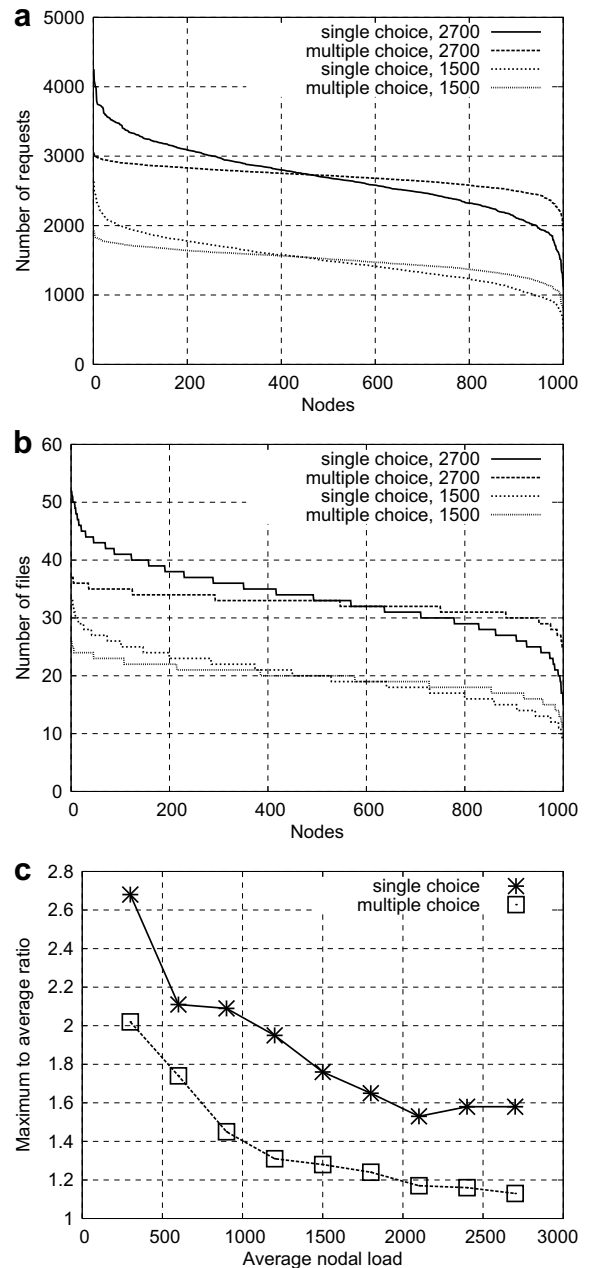 a
single choice, 2700
multiple choice, 2700
single choice, 1500
multiple choice, 1500
Number of requests
5000
4000
3000
2000
1000
0
0 200 400 600 800 1000
Nodes
b
single choice, 2700
multiple choice, 2700
single choice, 1500
multiple choice, 1500
Number of files
60
50
40
30
20
10
0
0 200 400 600 800 1000
Nodes
c
single choice
multiple choice
Maximum to average ratio
2.8
2.6
2.4
2.2
2
1.8
1.6
1.4
1.2
1
0 500 1000 1500 2000 2500 3000
Average nodal load